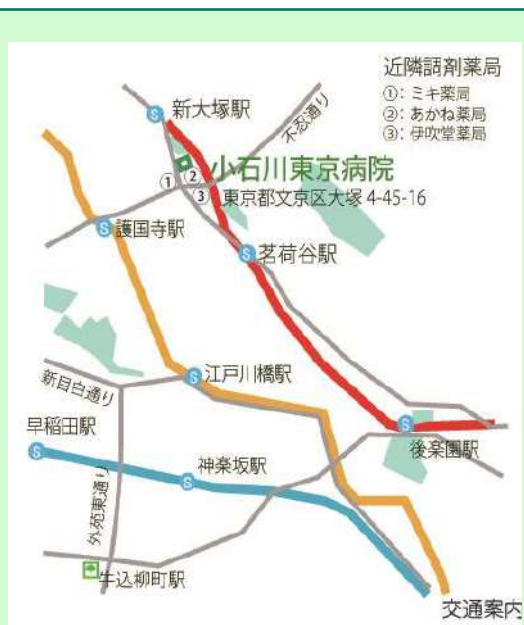 近隣調剤薬局
①:ミキ薬局
②:あかね薬局
③:伊吹堂薬局
新大塚駅
不忍通り
小石川東京病院
①
②
③
東京都文京区大塚 4-45-16
S
護国寺駅
S
茗荷谷駅
S
新目白通り
江戸川橋駅
S
早稲田駅
S
後楽園駅
S
神楽坂駅
S
外苑東通り
牛込柳町駅
交通案内